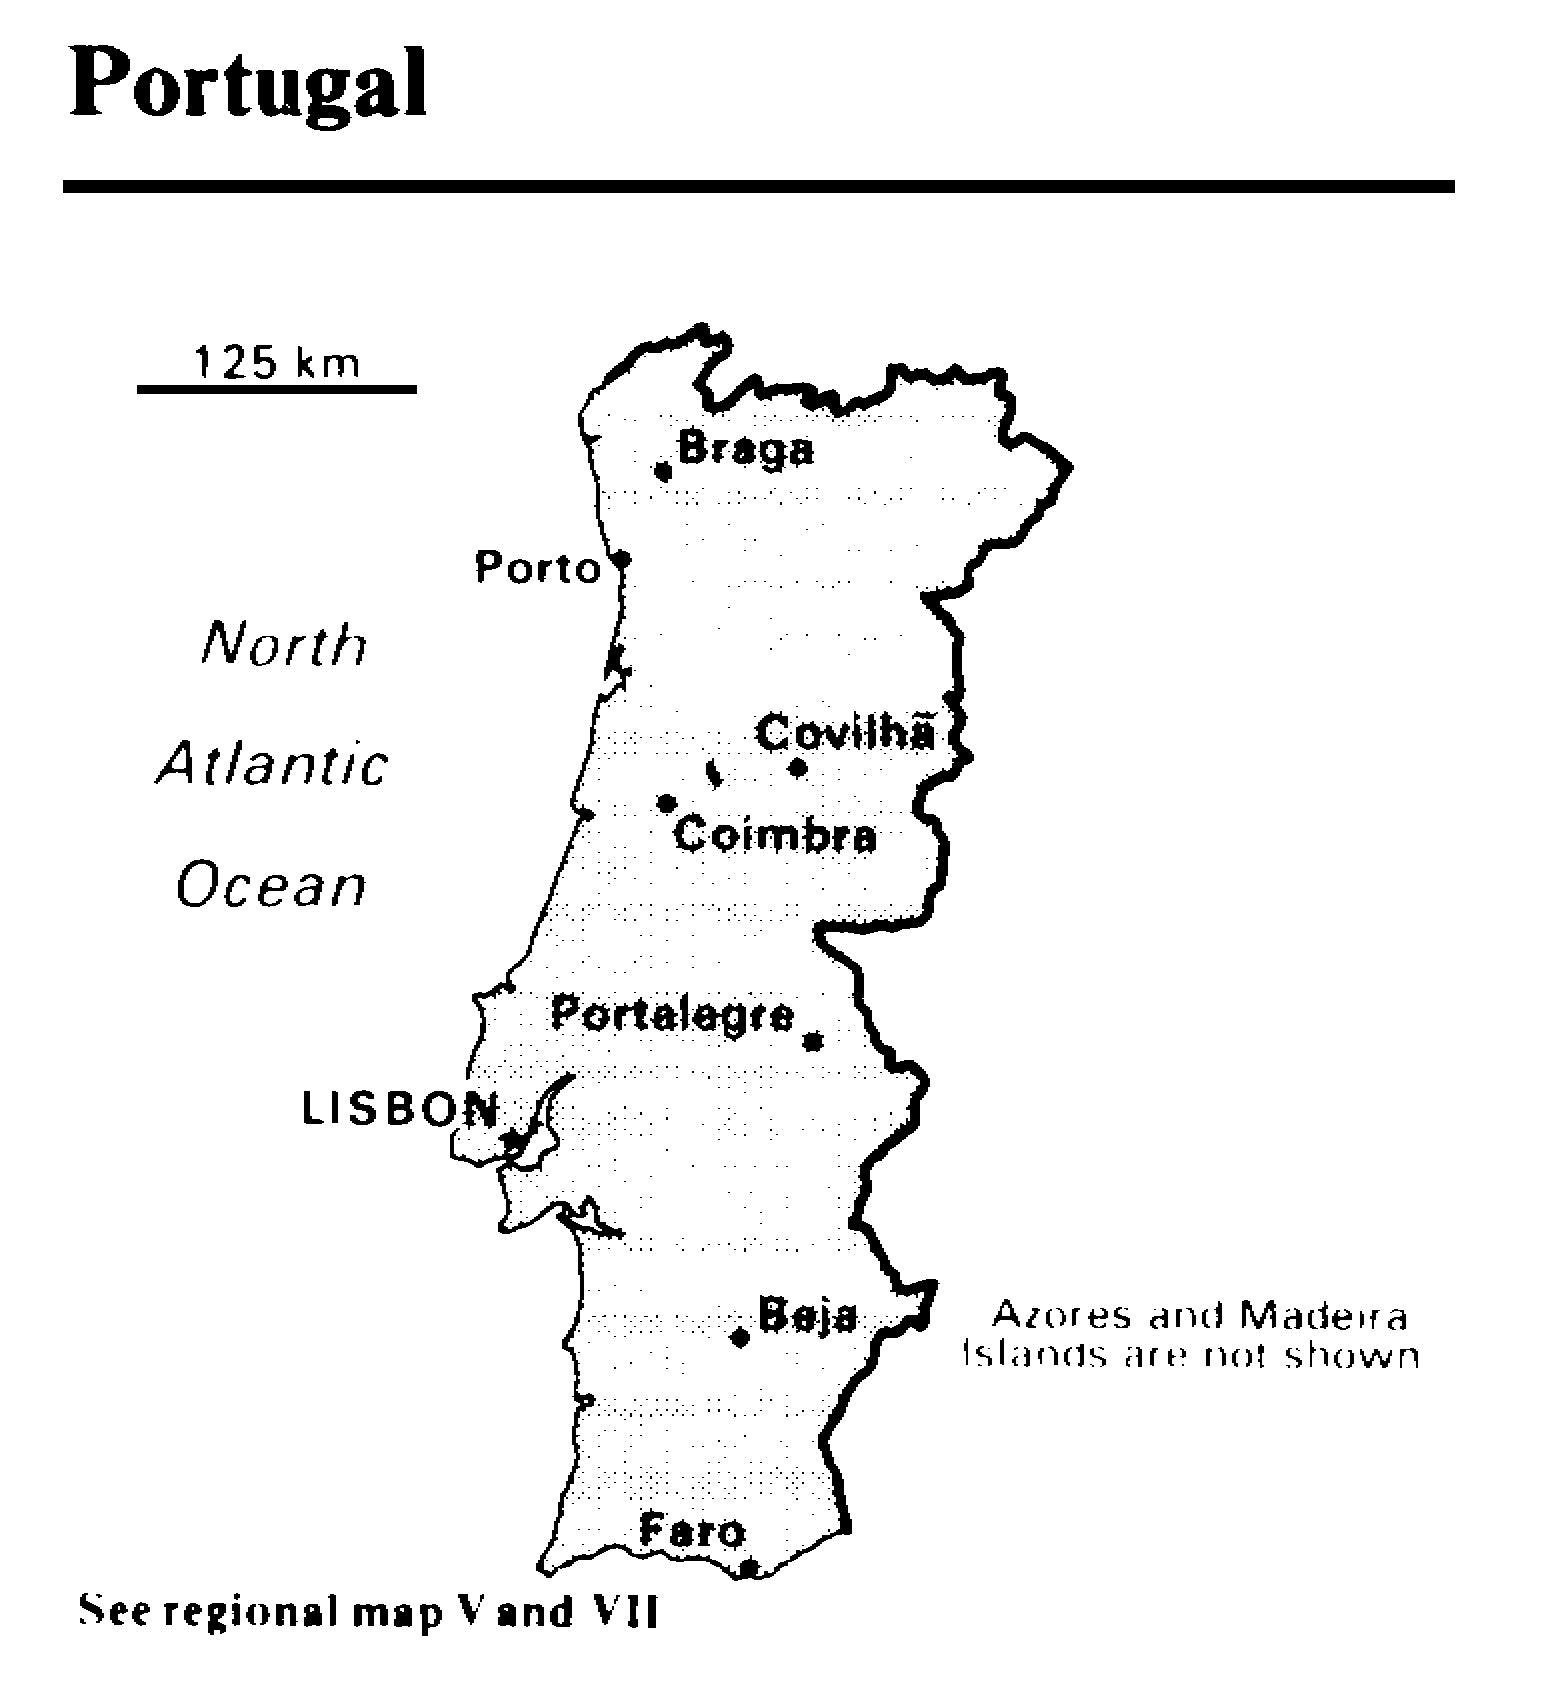 Portugal
125 km
Braga
Porto
North
Atlantic
Ocean
Covilhã
Coimbra
Portalegre
LISBON
Beja
Azores and Madeira
Islands are not shown
Faro
See regional map V and VII